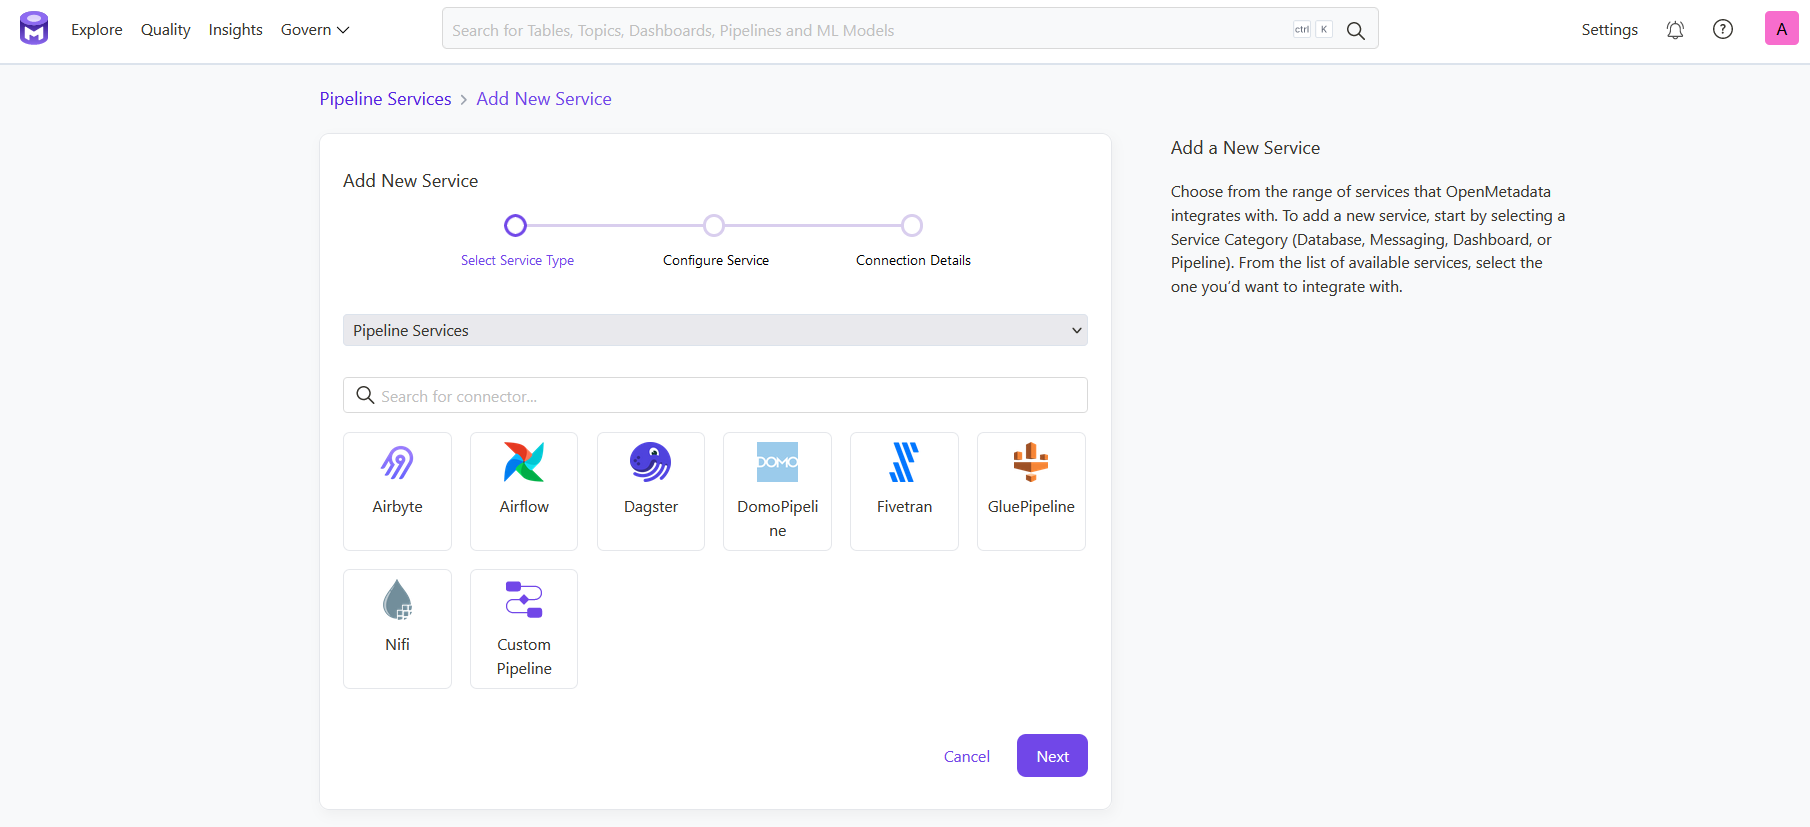 Explore Quality Insights Govern
Search for Tables, Topics, Dashboards, Pipelines and ML Models
ctrl K
Settings
A
Pipeline Services > Add New Service
Add New Service
Select Service Type
Configure Service
Connection Details
Pipeline Services
Search for connector...
Airbyte
Airflow
Dagster
DOMO
DomoPipeli
ne
Fivetran
GluePipeline
Nifi
Custom
Pipeline
Cancel
Next
Add a New Service
Choose from the range of services that OpenMetadata
integrates with. To add a new service, start by selecting a
Service Category (Database, Messaging, Dashboard, or
Pipeline). From the list of available services, select the
one you’d want to integrate with.